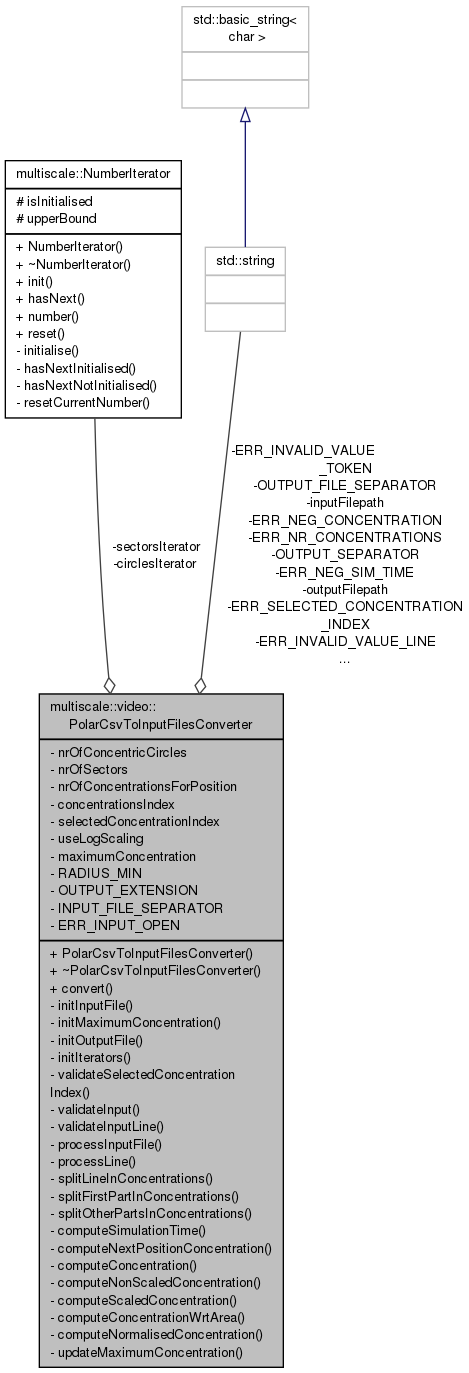 std::basic_string<
char >
multiscale::NumberIterator
# isInitialised
# upperBound
+ NumberIterator()
+ ~NumberIterator()
+ init()
+ hasNext()
+ number()
+ reset()
- initialise()
- hasNextInitialised()
- hasNextNotInitialised()
- resetCurrentNumber()
std::string
-sectorsIterator
-circlesIterator
-ERR_INVALID_VALUE
_TOKEN
-OUTPUT_FILE_SEPARATOR
-inputFilepath
-ERR_NEG_CONCENTRATION
-ERR_NR_CONCENTRATIONS
-OUTPUT_SEPARATOR
-ERR_NEG_SIM_TIME
-outputFilepath
-ERR_SELECTED_CONCENTRATION
_INDEX
-ERR_INVALID_VALUE_LINE
...
multiscale::video::
PolarCsvToInputFilesConverter
- nrOfConcentricCircles
- nrOfSectors
- nrOfConcentrationsForPosition
- concentrationsIndex
- selectedConcentrationIndex
- useLogScaling
- maximumConcentration
- RADIUS_MIN
- OUTPUT_EXTENSION
- INPUT_FILE_SEPARATOR
- ERR_INPUT_OPEN
+ PolarCsvToInputFilesConverter()
+ ~PolarCsvToInputFilesConverter()
+ convert()
- initInputFile()
- initMaximumConcentration()
- initOutputFile()
- initIterators()
- validateSelectedConcentration
Index()
- validateInput()
- validateInputLine()
- processInputFile()
- processLine()
- splitLineInConcentrations()
- splitFirstPartInConcentrations()
- splitOtherPartsInConcentrations()
- computeSimulationTime()
- computeNextPositionConcentration()
- computeConcentration()
- computeNonScaledConcentration()
- computeScaledConcentration()
- computeConcentrationWrtArea()
- computeNormalisedConcentration()
- updateMaximumConcentration()